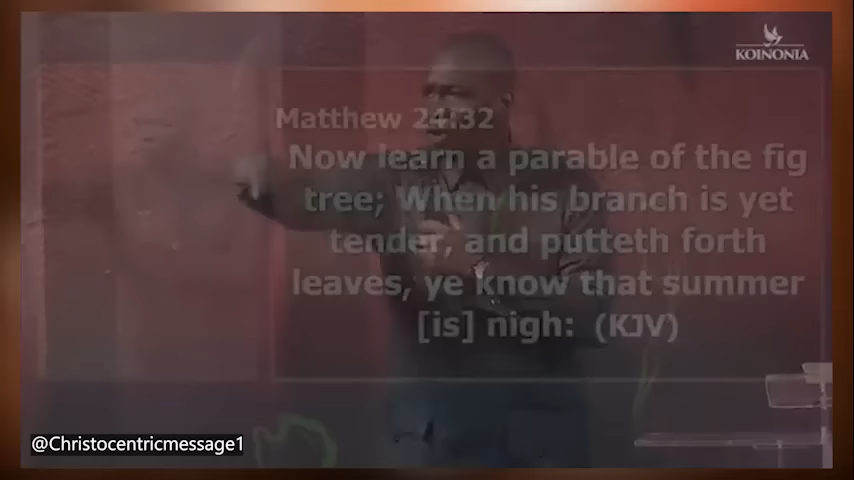 KOINONIA
Matthew 24:32
Now learn a parable of the fig
tree; When his branch is yet
tender, and putteth forth
leaves, ye know that summer
[is] nigh: (KJV)
@Christocentricmessage1